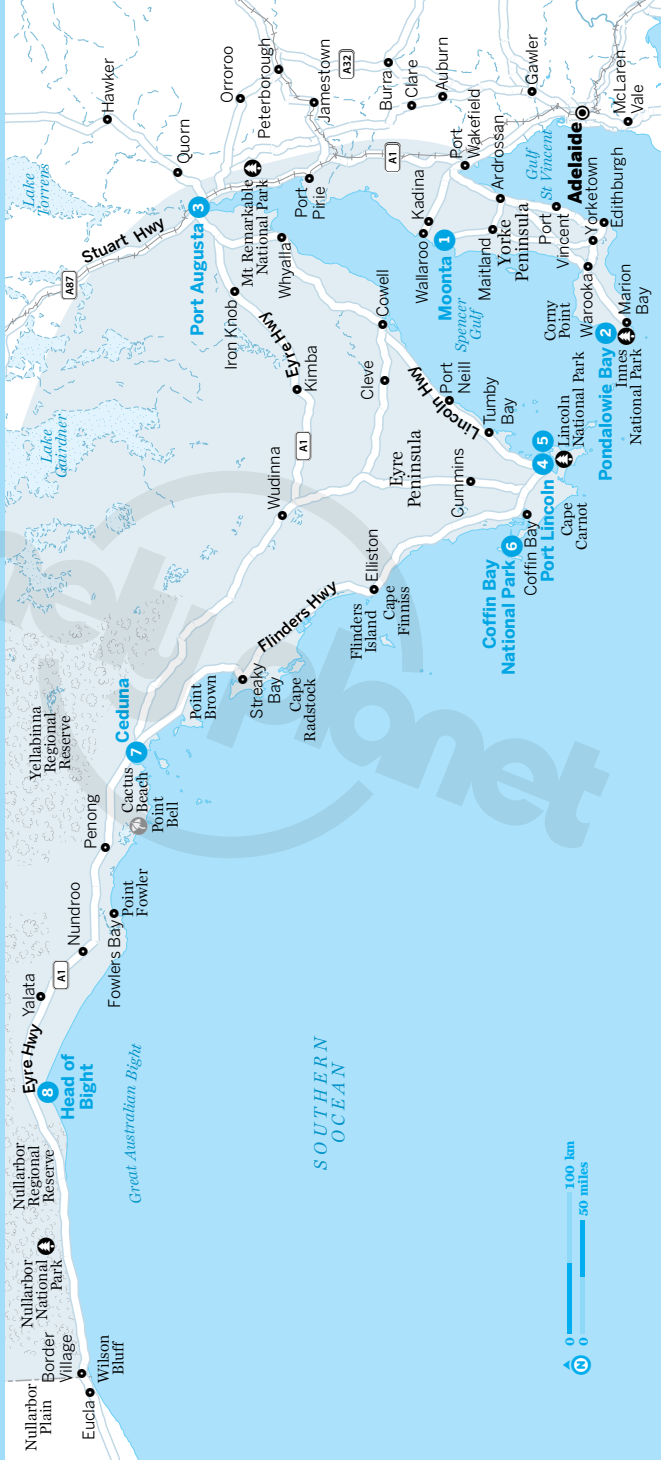 Nullarbor
Plain
Eucla
Border
Village
Wilson
Bluff
Nullarbor
National
Park
Nullarbor
Regional
Reserve
Eyre Hwy
8
Head of
Bight
Great Australian Bight
Yalata
A1
Nundroo
Fowlers Bay
Point
Fowler
Penong
Cactus
Beach
Point
Bell
Yellabinna
Regional
Reserve
7
Ceduna
Point
Brown
Streaky
Bay
Cape
Radstock
Flinders Hwy
Flinders
Island
Elliston
Cape
Finniss
SOUTHERN
OCEAN
Wudinna
A1
Lake
Gairdner
Kimba
Eyre Hwy
Iron Knob
Eyre
Peninsula
Cummins
Cleve
Cowell
Lincoln Hwy
Port
Neill
Tumby
Bay
Coffin Bay
National Park
6
Coffin Bay
Port Lincoln
4
5
Lincoln
National Park
Cape
Carnot
A87
Stuart Hwy
Lake
Torrens
Port Augusta
3
Quorn
Hawker
Mt Remarkable
National Park
Whyalla
Port
Pirie
Orroroo
Peterborough
Jamestown
A32
Burra
Clare
Auburn
Gawler
A1
Port
Wakefield
Kadina
Wallaroo
Moonta
1
Spencer
Gulf
Maitland
Yorke
Peninsula
Ardrossan
Gulf
St Vincent
Port
Vincent
Adelaide
McLaren
Vale
Yorketown
Edithburgh
Warooka
Corny
Point
Marion
Bay
Pondalowie Bay
2
Innes
National Park
N
0
100 km
0
50 miles
lonely planet